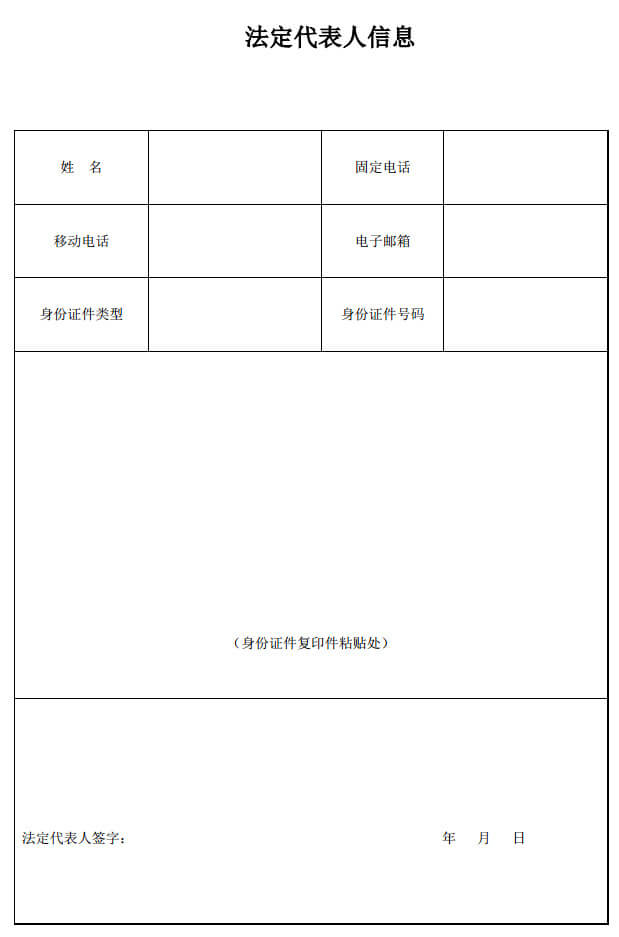 法定代表人信息
姓 名 固定电话
移动电话 电子邮箱
身份证件类型 身份证件号码
（身份证件复印件粘贴处）
法定代表人签字： 年 月 日